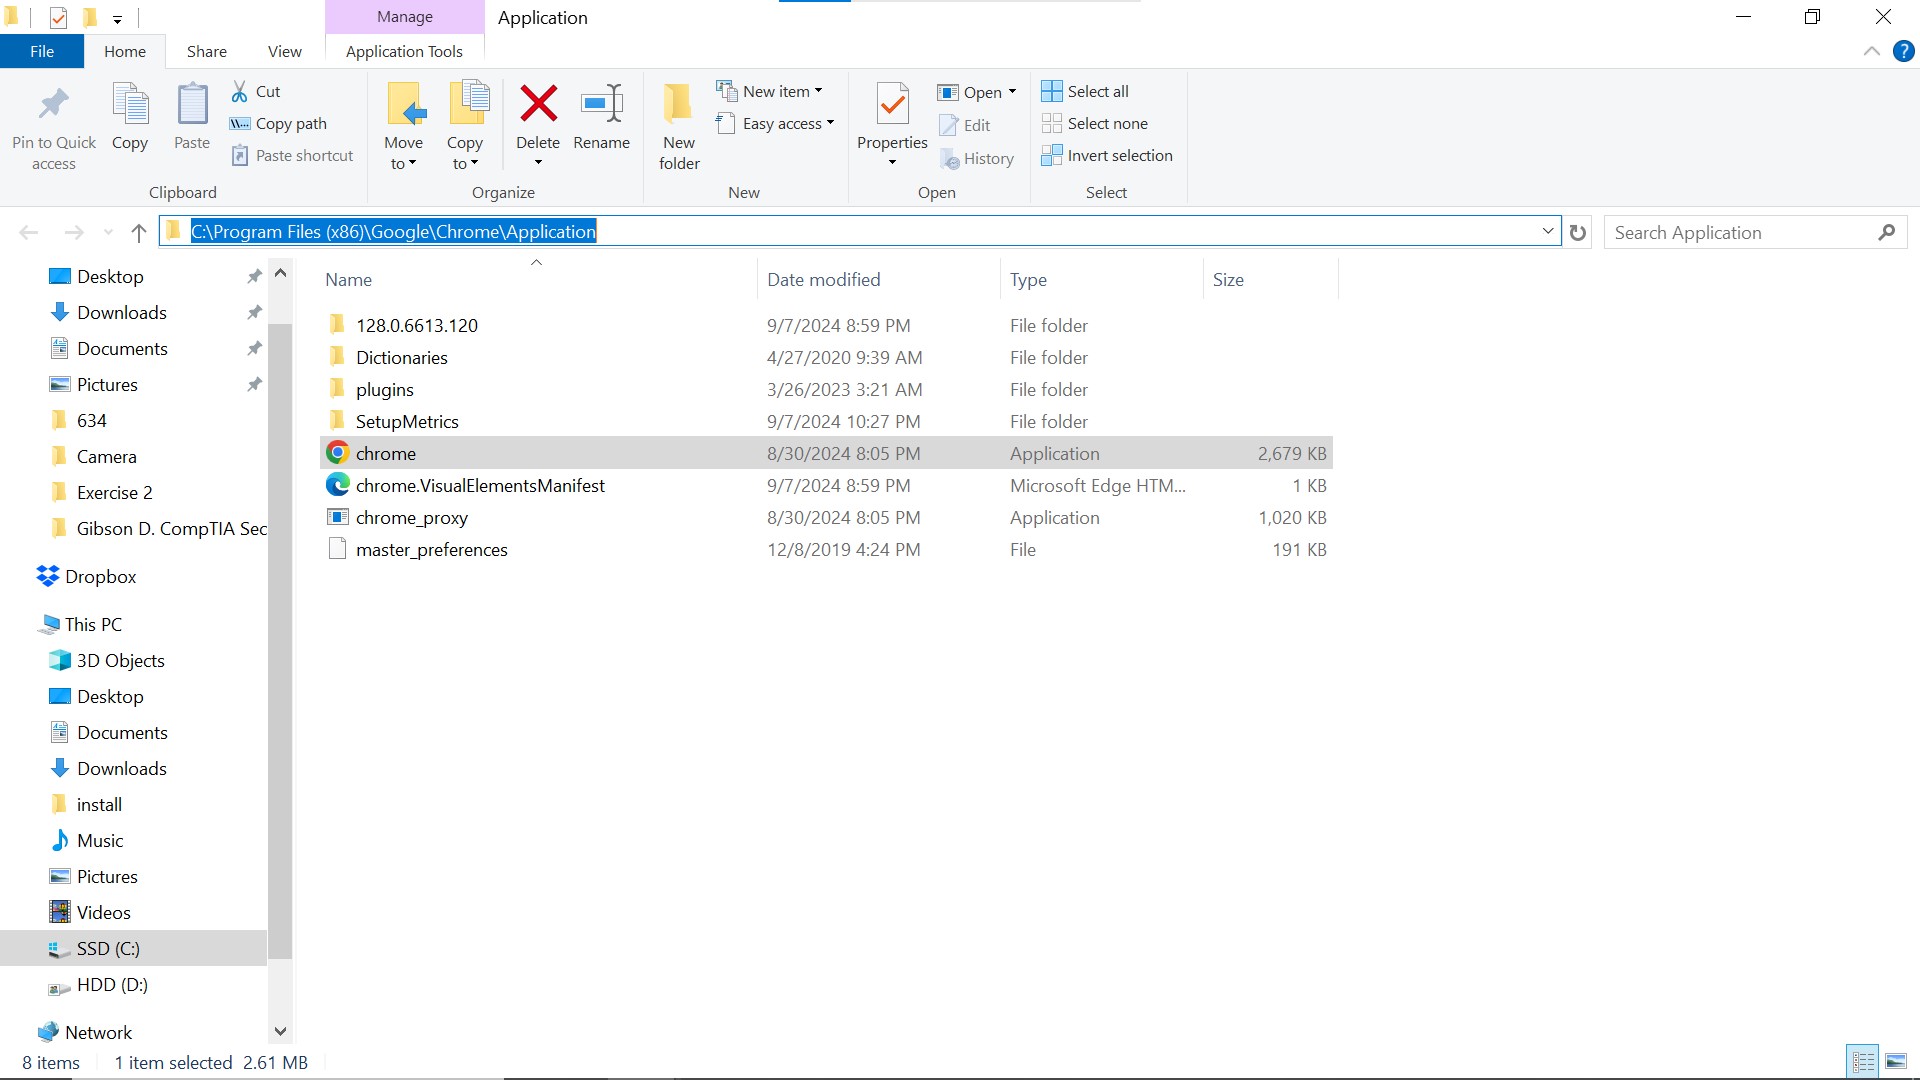 Manage
Application
File
Home
Share
View
Application Tools
Pin to Quick
access
Copy
Paste
Cut
Copy path
Paste shortcut
Clipboard
Move
to
Copy
to
Delete
Rename
Organize
New
folder
New item
Easy access
New
Properties
Open
Edit
History
Open
Select all
Select none
Invert selection
Select
C:\Program Files (x86)\Google\Chrome\Application
Search Application
Desktop
Downloads
Documents
Pictures
634
Camera
Exercise 2
Gibson D. CompTIA Sec
Dropbox
This PC
3D Objects
Desktop
Documents
Downloads
install
Music
Pictures
Videos
SSD (C:)
HDD (D:)
Network
Name Date modified Type Size
128.0.6613.120 9/7/2024 8:59 PM File folder
Dictionaries 4/27/2020 9:39 AM File folder
plugins 3/26/2023 3:21 AM File folder
SetupMetrics 9/7/2024 10:27 PM File folder
chrome 8/30/2024 8:05 PM Application 2,679 KB
chrome.VisualElementsManifest 9/7/2024 8:59 PM Microsoft Edge HTM... 1 KB
chrome_proxy 8/30/2024 8:05 PM Application 1,020 KB
master_preferences 12/8/2019 4:24 PM File 191 KB
8 items 1 item selected 2.61 MB